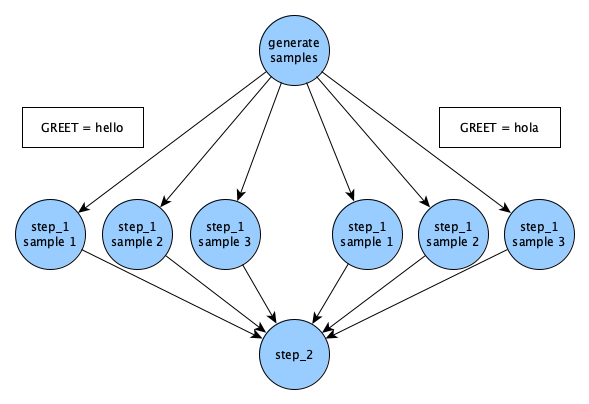 generate
samples
GREET = hello
GREET = hola
step_1
sample 1
step_1
sample 2
step_1
sample 3
step_1
sample 1
step_1
sample 2
step_1
sample 3
step_2